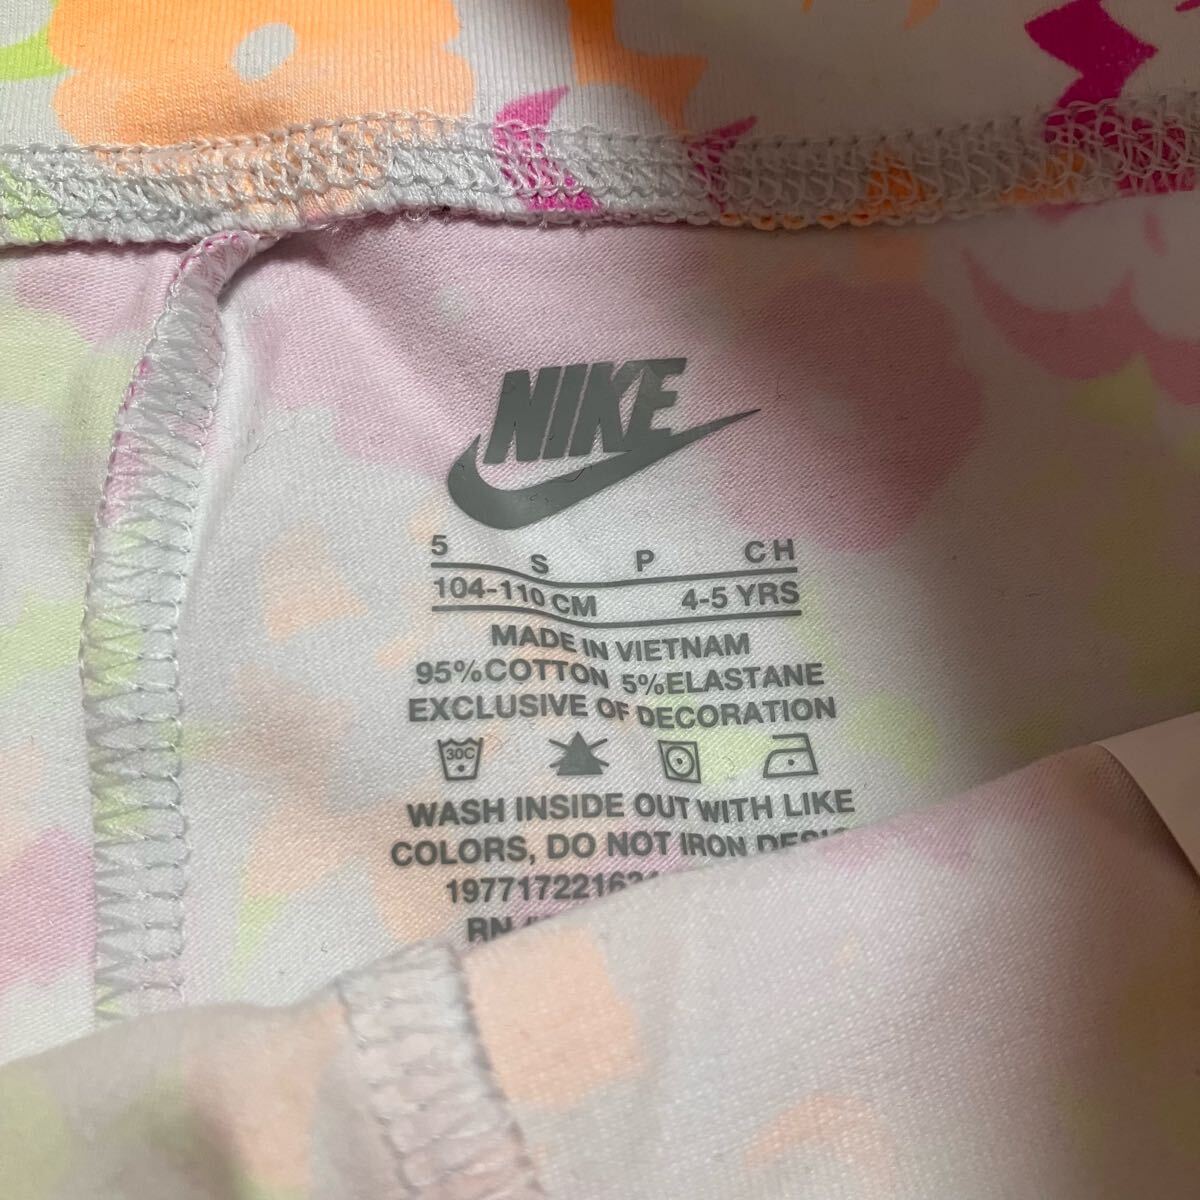 NIKE
5 S P CH
104-110 CM 4-5 YRS
MADE IN VIETNAM
95%COTTON 5%ELASTANE
EXCLUSIVE OF DECORATION
30C
WASH INSIDE OUT WITH LIKE
COLORS, DO NOT IRON
RN